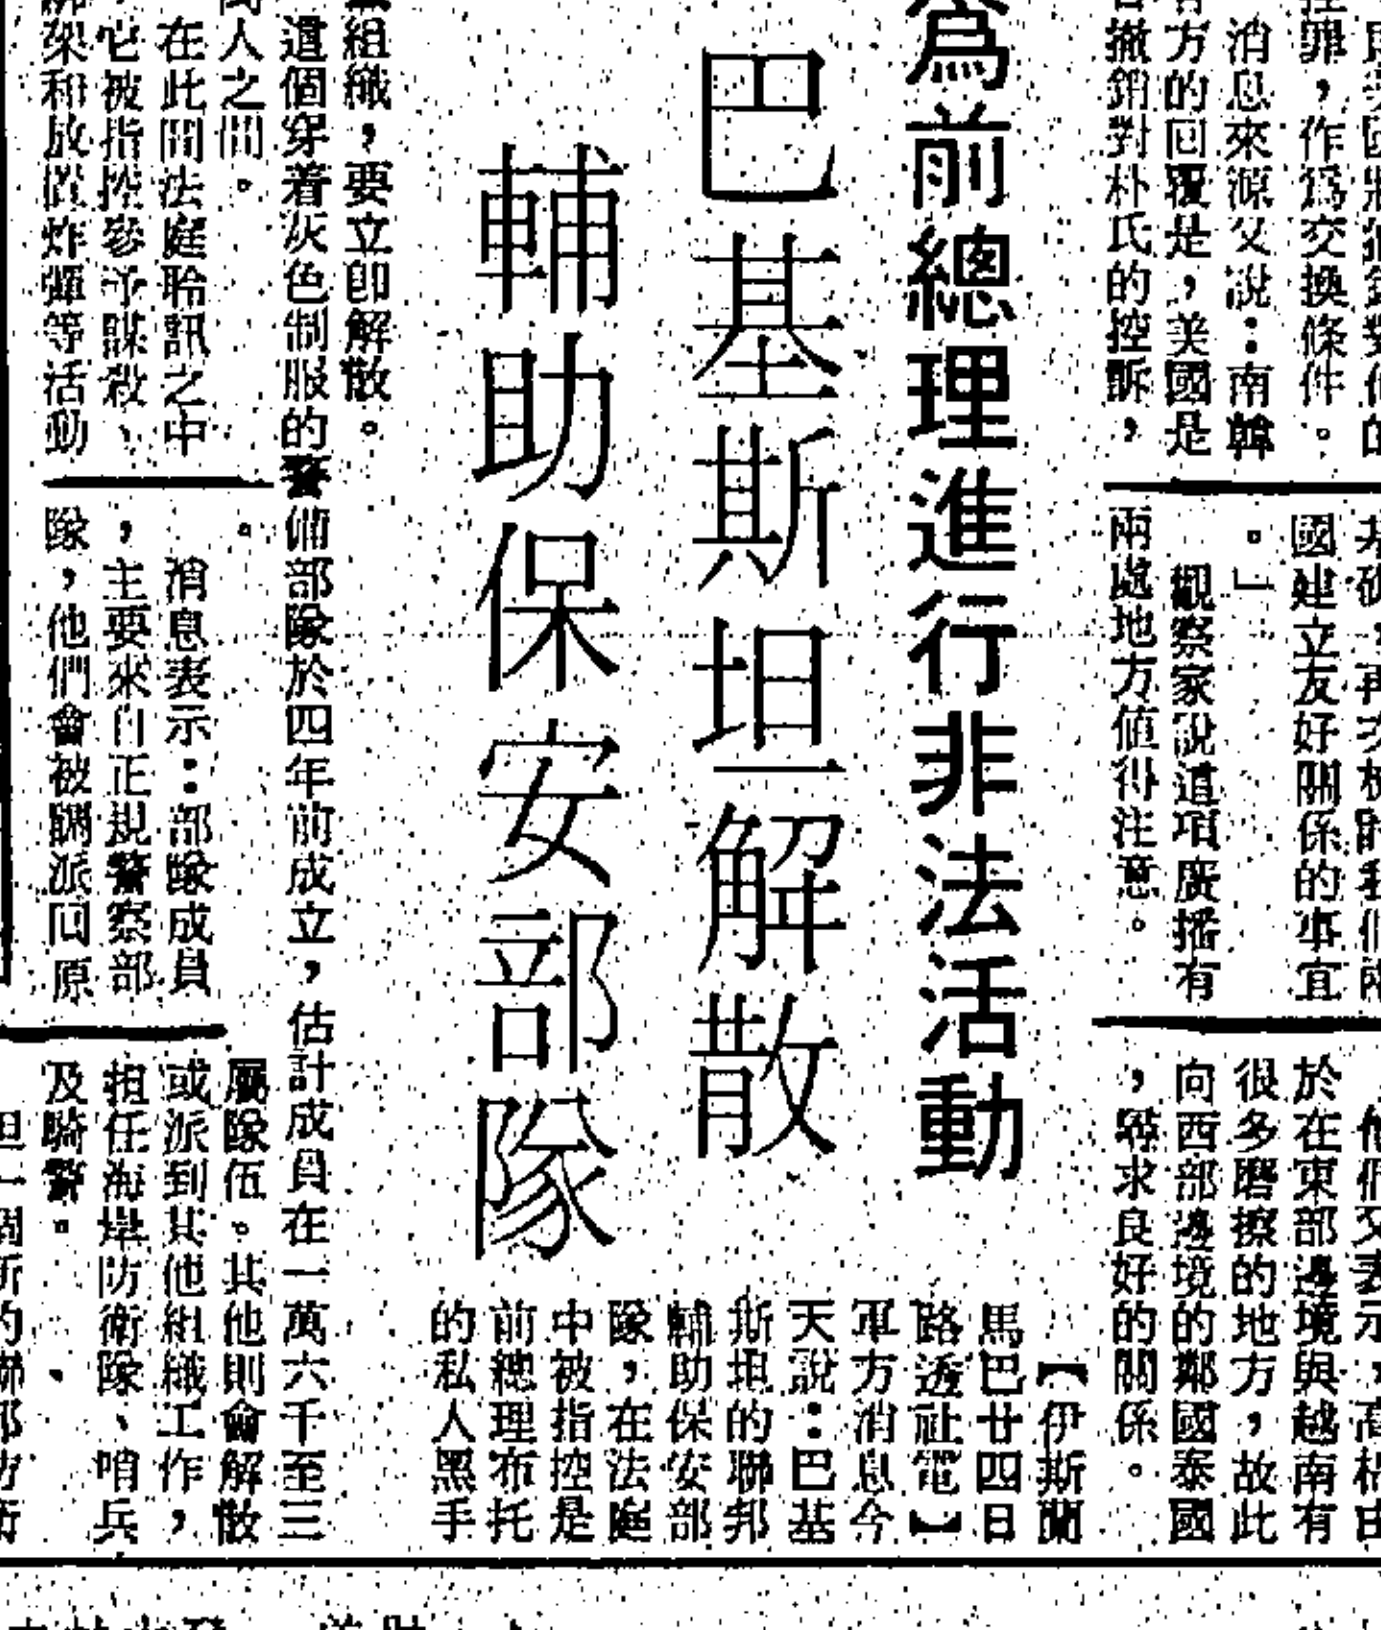 罪，作爲交換條件。
消息來源又說：南韓
方的回覆是，美國是
撤銷對朴氏的控訴，
國建立友好關係的事宜
。」
觀察家說這項廣播有
兩處地方值得注意。
於在東部邊境與越南有
很多磨擦的地方，故此
向西部邊境的鄰國泰國
，尋求良好的關係。
爲前總理進行非法活動
巴基斯坦解散
輔助保安部隊
【伊斯蘭
馬巴廿四日
路透社電】
軍方消息今
天說：巴基
斯坦的聯邦
輔助保安部
隊，在法庭
中被指控是
前總理布托
的私人黑手
組織，要立即解散。
這個穿着灰色制服的警備部隊於四年前成立，估計成員在一萬六千至三
人之間。
在此間法庭聆訊之中
它被指控參予謀殺、
架和放置炸彈等活動
。
消息表示：部隊成員
，主要來自正規警察部
隊，他們會被調派回原
屬隊伍。其他則會解散
或派到其他組織工作，
担任海岸防衛隊、哨兵
及騎警。